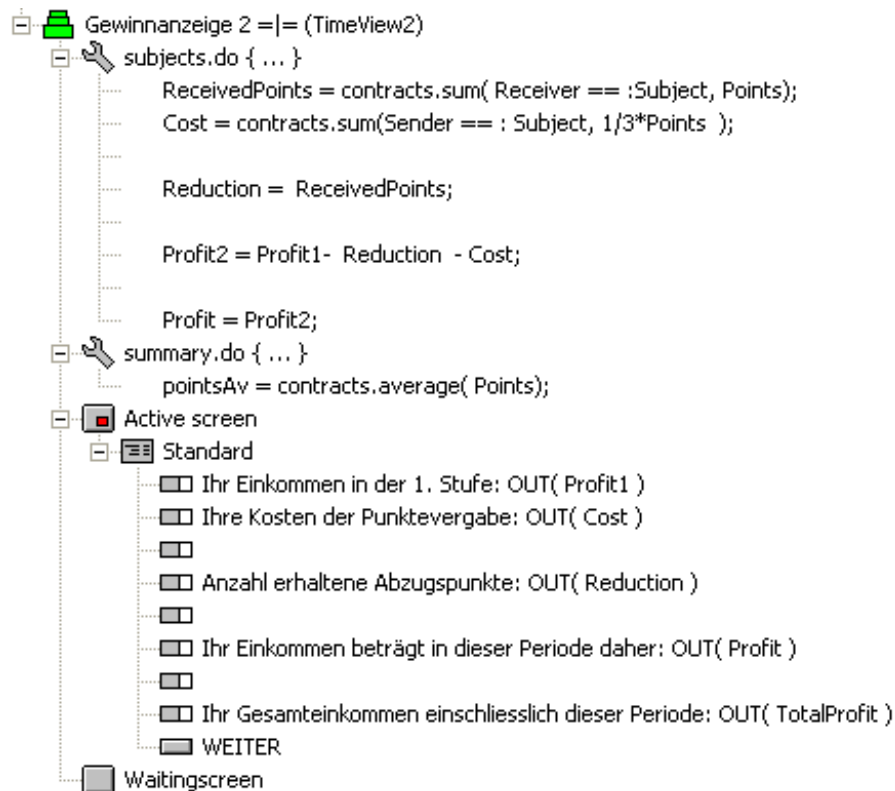 Gewinnanzeige 2 =|= (TimeView2)
subjects.do { ... }
ReceivedPoints = contracts.sum( Receiver == :Subject, Points);
Cost = contracts.sum(Sender == : Subject, 1/3*Points  );
Reduction =  ReceivedPoints;
Profit2 = Profit1-  Reduction  - Cost;
Profit = Profit2;
summary.do { ... }
pointsAv = contracts.average( Points);
Active screen
Standard
Ihr Einkommen in der 1. Stufe: OUT( Profit1 )
Ihre Kosten der Punktevergabe: OUT( Cost )
Anzahl erhaltene Abzugspunkte: OUT( Reduction )
Ihr Einkommen beträgt in dieser Periode daher: OUT( Profit )
Ihr Gesamteinkommen einschliesslich dieser Periode: OUT( TotalProfit )
WEITER
Waitingscreen